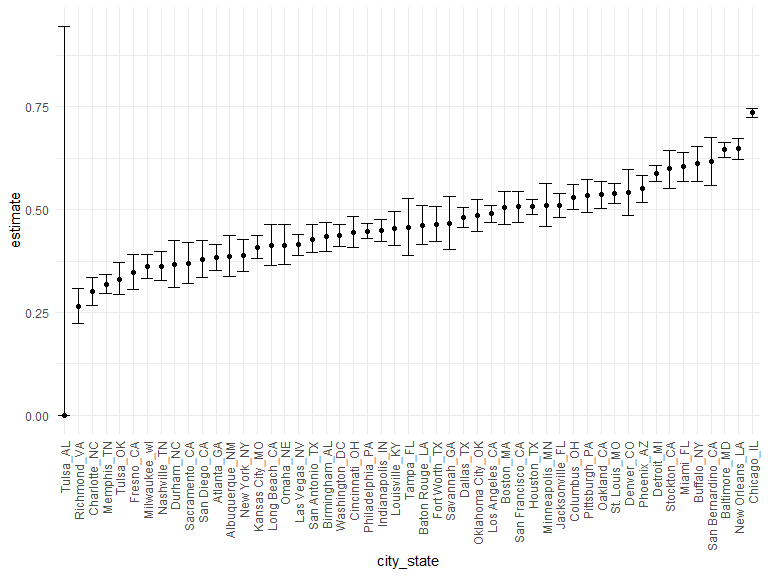 estimate
0.75
0.50
0.25
0.00
Tulsa_AL
Richmond_VA
Charlotte_NC
Memphis_TN
Tulsa_OK
Fresno_CA
Milwaukee_wI
Nashville_TN
Durham_NC
Sacramento_CA
San Diego_CA
Atlanta_GA
Albuquerque_NM
New York_NY
Kansas City_MO
Long Beach_CA
Omaha_NE
Las Vegas_NV
San Antonio_TX
Birmingham_AL
Washington_DC
Cincinnati_OH
Philadelphia_PA
Indianapolis_IN
Louisville_KY
Tampa_FL
Baton Rouge_LA
Fort Worth_TX
Savannah_GA
Dallas_TX
Oklahoma City_OK
Los Angeles_CA
Boston_MA
San Francisco_CA
Houston_TX
Minneapolis_MN
Jacksonville_FL
Columbus_OH
Pittsburgh_PA
Oakland_CA
St. Louis_MO
Denver_CO
Phoenix_AZ
Detroit_MI
Stockton_CA
Miami_FL
Buffalo_NY
San Bernardino_CA
Baltimore_MD
New Orleans_LA
Chicago_IL
city_state